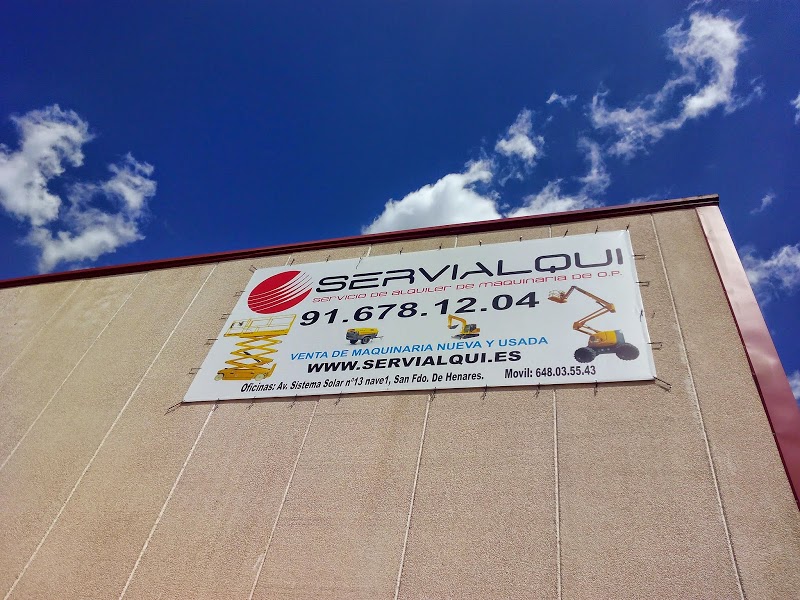 SERVIALQUI
SERVICIO DE ALQUILER DE MAQUINARIA DE O.P.
91.678.12.04
VENTA DE MAQUINARIA NUEVA Y USADA
WWW.SERVIALQUI.ES
Oficinas: Av. Sistema Solar nº13 nave1, San Fdo. De Henares. Movil: 648.03.55.43